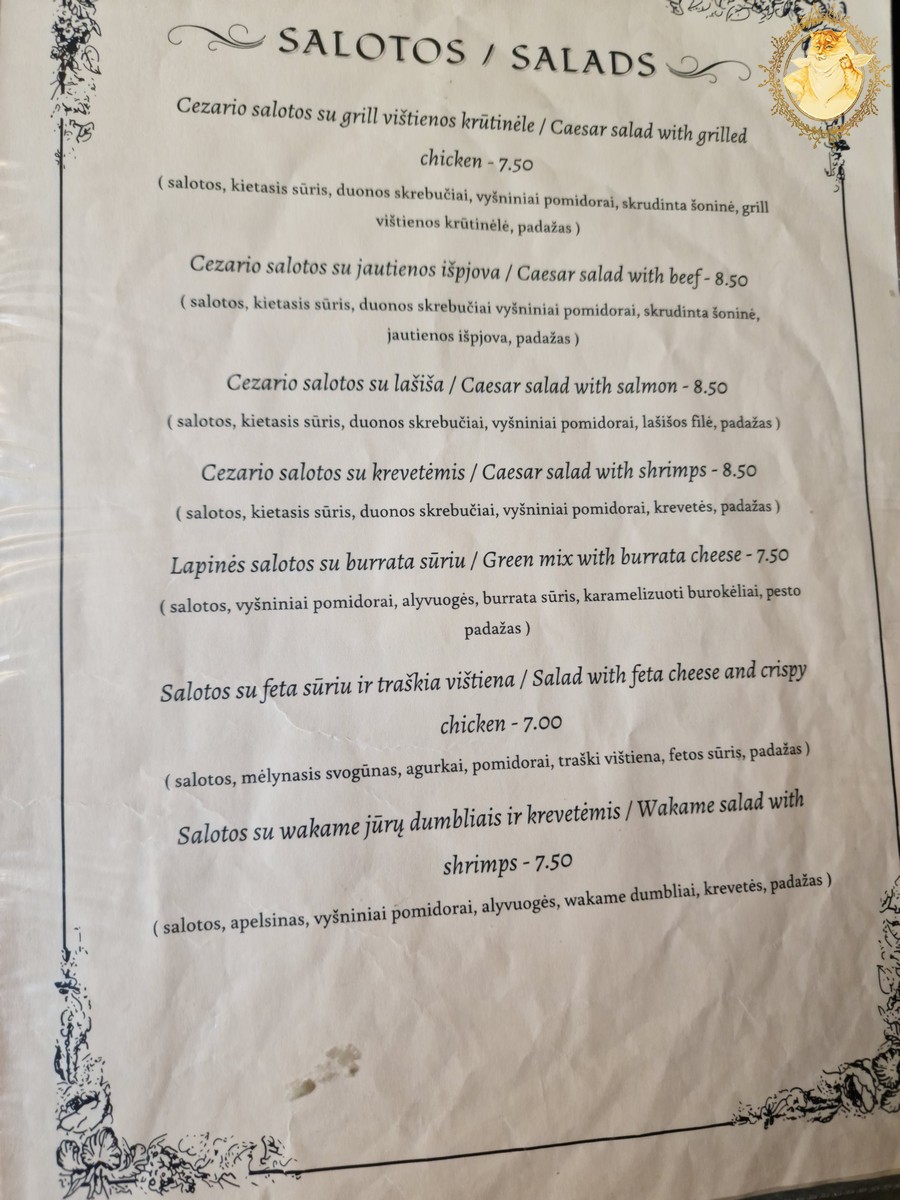 SALOTOS / SALADS
Cezario salotos su grill vištienos krūtinėle / Caesar salad with grilled
chicken - 7.50
( salotos, kietasis sūris, duonos skrebučiai, vyšniniai pomidorai, skrudinta šoninė, grill
vištienos krūtinėlė, padažas )
Cezario salotos su jautienos išpjova / Caesar salad with beef - 8.50
( salotos, kietasis sūris, duonos skrebučiai vyšniniai pomidorai, skrudinta šoninė,
jautienos išpjova, padažas )
Cezario salotos su lašiša / Caesar salad with salmon - 8.50
( salotos, kietasis sūris, duonos skrebučiai, vyšniniai pomidorai, lašišos filė, padažas )
Cezario salotos su krevetėmis / Caesar salad with shrimps - 8.50
( salotos, kietasis sūris, duonos skrebučiai, vyšniniai pomidorai, krevetės, padažas )
Lapinės salotos su burrata sūriu / Green mix with burrata cheese - 7.50
( salotos, vyšniniai pomidorai, alyvuogės, burrata sūris, karamelizuoti burokėliai, pesto
padažas )
Salotos su feta sūriu ir traškia vištiena / Salad with feta cheese and crispy
chicken - 7.00
( salotos, mėlynasis svogūnas, agurkai, pomidorai, traški vištiena, fetos sūris, padažas )
Salotos su wakame jūrų dumbliais ir krevetėmis / Wakame salad with
shrimps - 7.50
( salotos, apelsinas, vyšniniai pomidorai, alyvuogės, wakame dumbliai, krevetės, padažas )